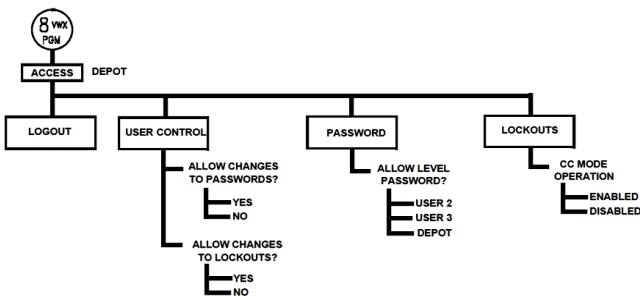 8 VWX
PGM
ACCESS DEPOT
LOGOUT
USER CONTROL
PASSWORD
LOCKOUTS
ALLOW CHANGES
TO PASSWORDS?
YES
NO
ALLOW CHANGES
TO LOCKOUTS?
YES
NO
ALLOW LEVEL
PASSWORD?
USER 2
USER 3
DEPOT
CC MODE
OPERATION
ENABLED
DISABLED